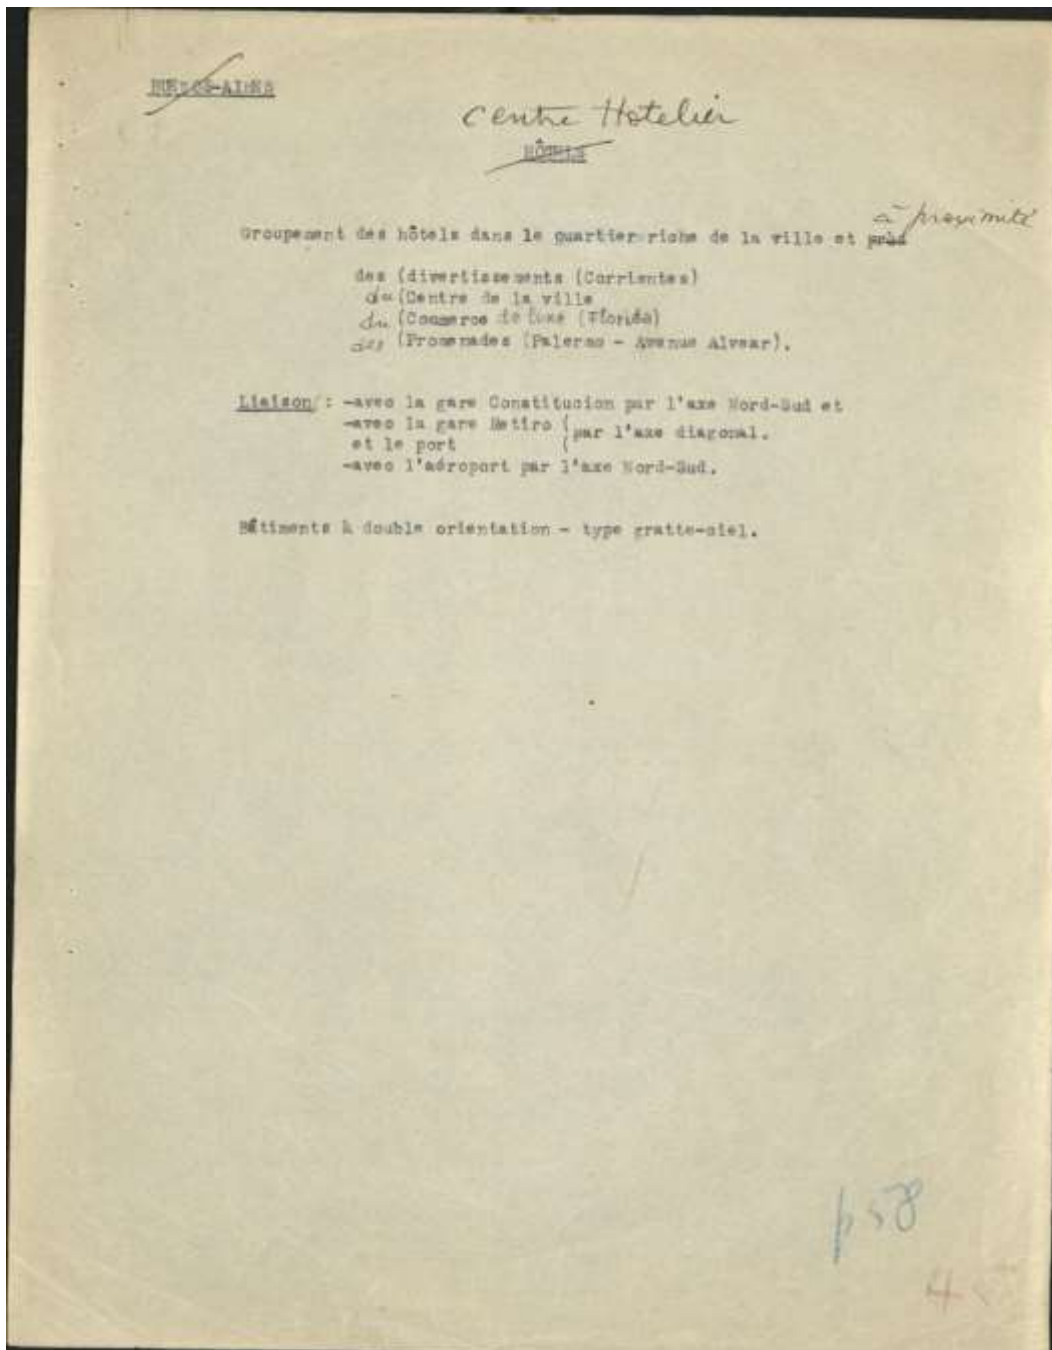 BUENOS-AIRES
Centre Hotelier
HÔTELS
à proximité
Groupement des hôtels dans le quartier riche de la ville et près
des (divertissements (Corrientes)
du (Centre de la ville
du (Commerce de luxe (Florida)
des (Promenades (Palermo - Avenue Alvear).
Liaison : -avec la gare Constitucion par l'axe Nord-Sud et
-avec la gare Retiro ( par l'axe diagonal.
et le port (
-avec l'aéroport par l'axe Nord-Sud.
Bâtiments à double orientation - type gratte-ciel.
p 58